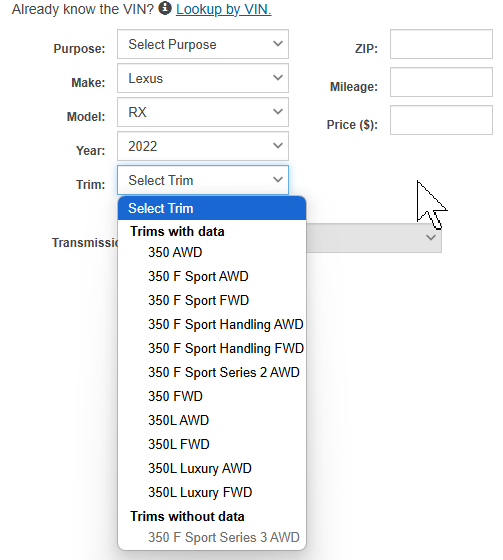 Already know the VIN? Lookup by VIN.
Purpose: Select Purpose
ZIP:
Make: Lexus
Mileage:
Model: RX
Price ($):
Year: 2022
Trim: Select Trim
Select Trim
Trims with data
Transmissio
350 AWD
350 F Sport AWD
350 F Sport FWD
350 F Sport Handling AWD
350 F Sport Handling FWD
350 F Sport Series 2 AWD
350 FWD
350L AWD
350L FWD
350L Luxury AWD
350L Luxury FWD
Trims without data
350 F Sport Series 3 AWD